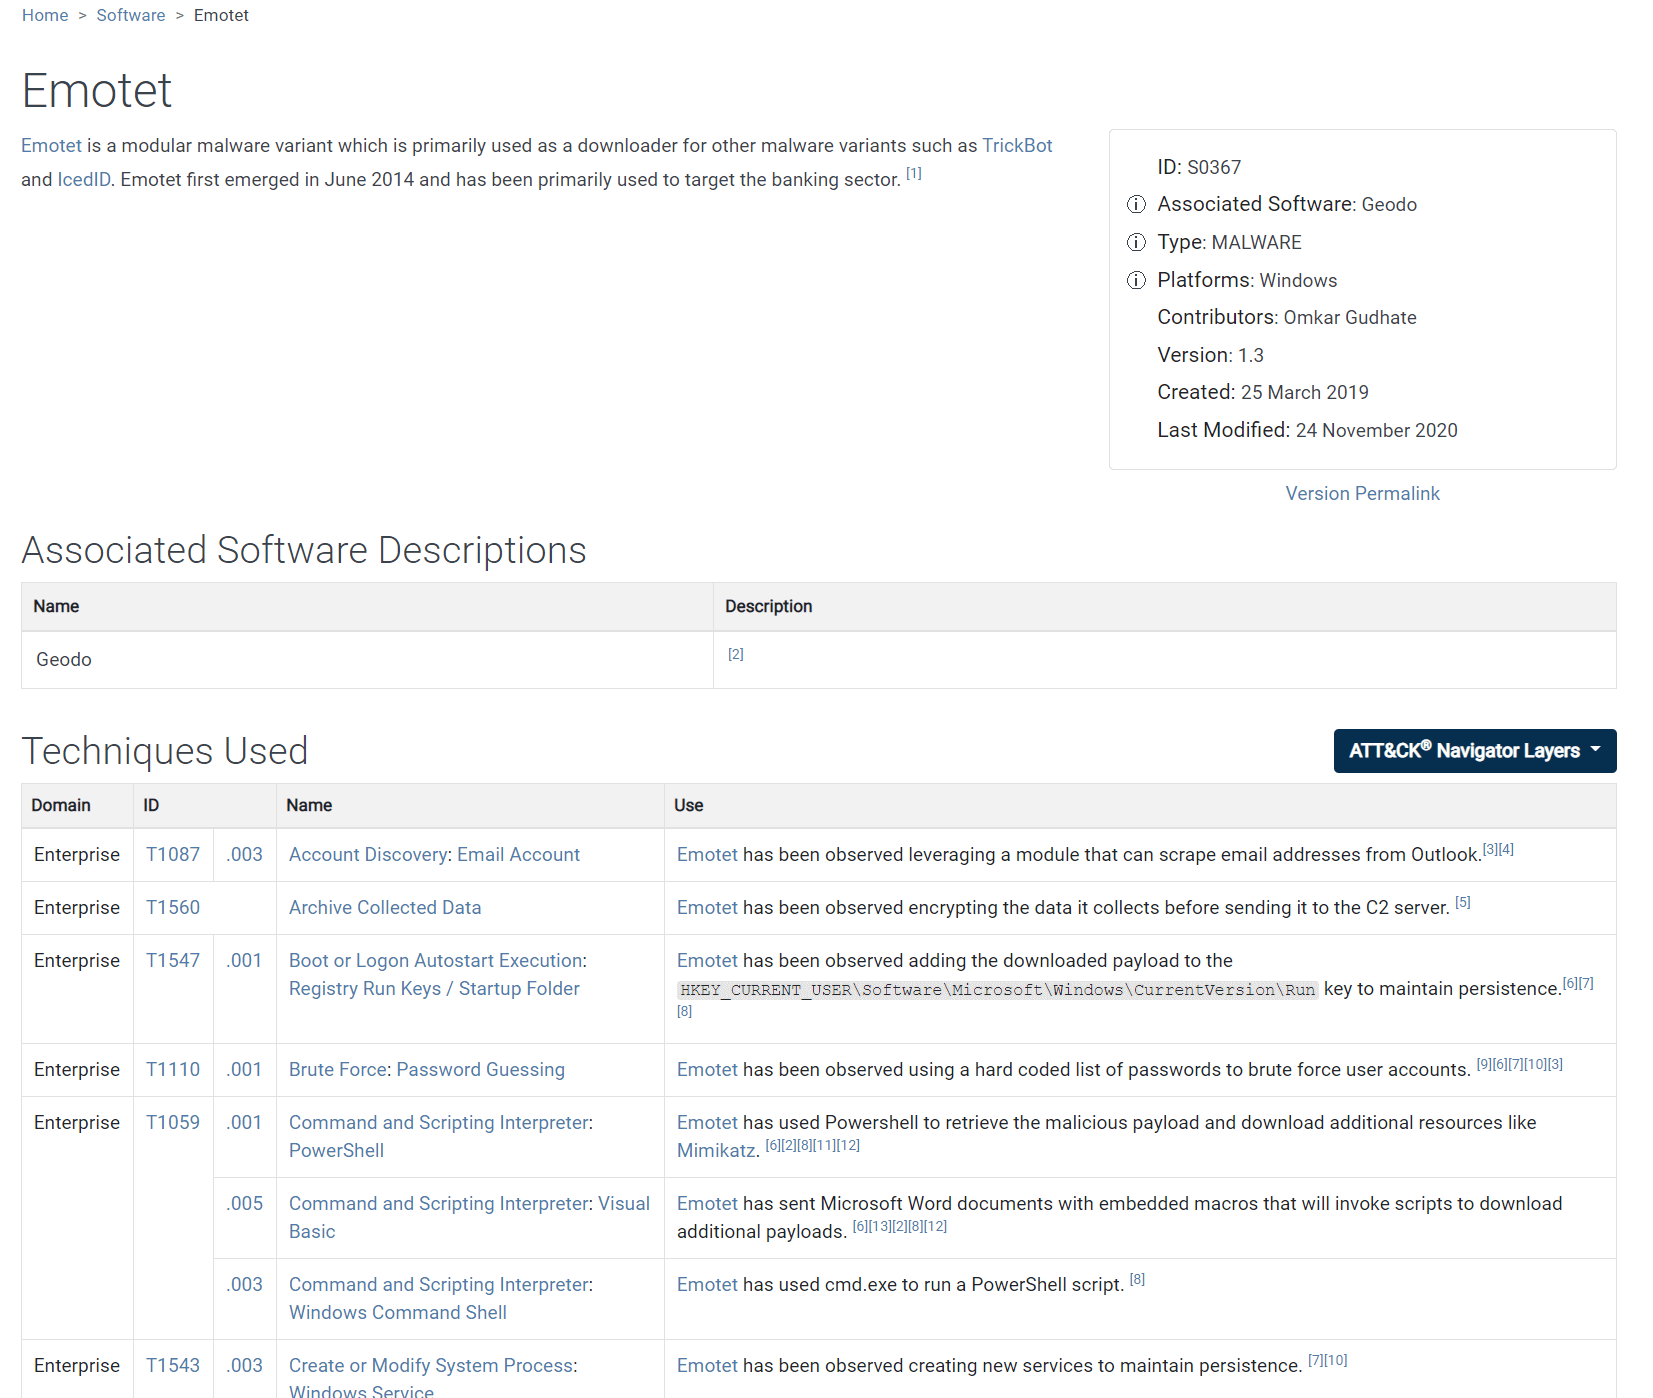 Home > Software > Emotet
Emotet
Emotet is a modular malware variant which is primarily used as a downloader for other malware variants such as TrickBot
and IcedID. Emotet first emerged in June 2014 and has been primarily used to target the banking sector. [1]
ID: S0367
Associated Software: Geodo
Type: MALWARE
Platforms: Windows
Contributors: Omkar Gudhate
Version: 1.3
Created: 25 March 2019
Last Modified: 24 November 2020
Version Permalink
Associated Software Descriptions
Name Description
Geodo [2]
Techniques Used
ATT&CK® Navigator Layers
Domain ID Name Use
Enterprise T1087 .003 Account Discovery: Email Account Emotet has been observed leveraging a module that can scrape email addresses from Outlook.[3][4]
Enterprise T1560 Archive Collected Data Emotet has been observed encrypting the data it collects before sending it to the C2 server. [5]
Enterprise T1547 .001 Boot or Logon Autostart Execution: Emotet has been observed adding the downloaded payload to the
Registry Run Keys / Startup Folder HKEY_CURRENT_USER\Software\Microsoft\Windows\CurrentVersion\Run key to maintain persistence.[6][7]
[8]
Enterprise T1110 .001 Brute Force: Password Guessing Emotet has been observed using a hard coded list of passwords to brute force user accounts. [9][6][7][10][3]
Enterprise T1059 .001 Command and Scripting Interpreter: Emotet has used Powershell to retrieve the malicious payload and download additional resources like
PowerShell Mimikatz. [6][2][8][11][12]
.005 Command and Scripting Interpreter: Visual Emotet has sent Microsoft Word documents with embedded macros that will invoke scripts to download
Basic additional payloads. [6][13][2][8][12]
.003 Command and Scripting Interpreter: Emotet has used cmd.exe to run a PowerShell script. [8]
Windows Command Shell
Enterprise T1543 .003 Create or Modify System Process: Emotet has been observed creating new services to maintain persistence. [7][10]
Windows Service